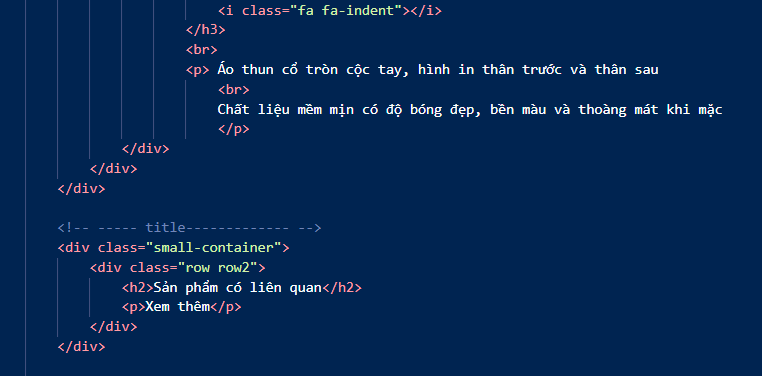 <i class="fa fa-indent"></i>
</h3>
<br>
<p> Áo thun cổ tròn cộc tay, hình in thân trước và thân sau
<br>
Chất liệu mềm mịn có độ bóng đẹp, bền màu và thoàng mát khi mặc
</p>
</div>
</div>
</div>
<!-- ----- title------------- -->
<div class="small-container">
<div class="row row2">
<h2>Sản phẩm có liên quan</h2>
<p>Xem thêm</p>
</div>
</div>